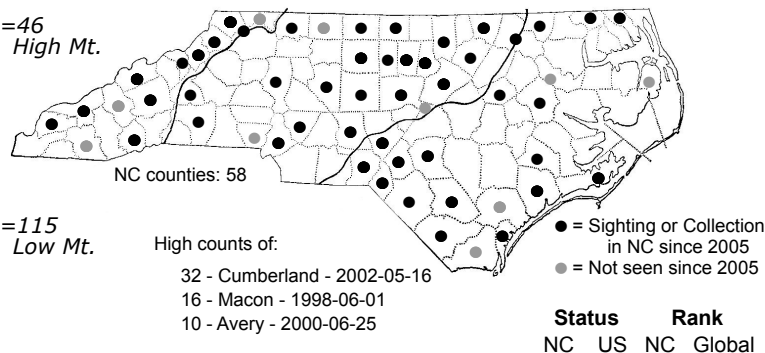 =46
High Mt.
NC counties: 58
=115
Low Mt.
High counts of:
32 - Cumberland - 2002-05-16
16 - Macon - 1998-06-01
10 - Avery - 2000-06-25
= Sighting or Collection
in NC since 2005
= Not seen since 2005
Status Rank
NC US NC Global